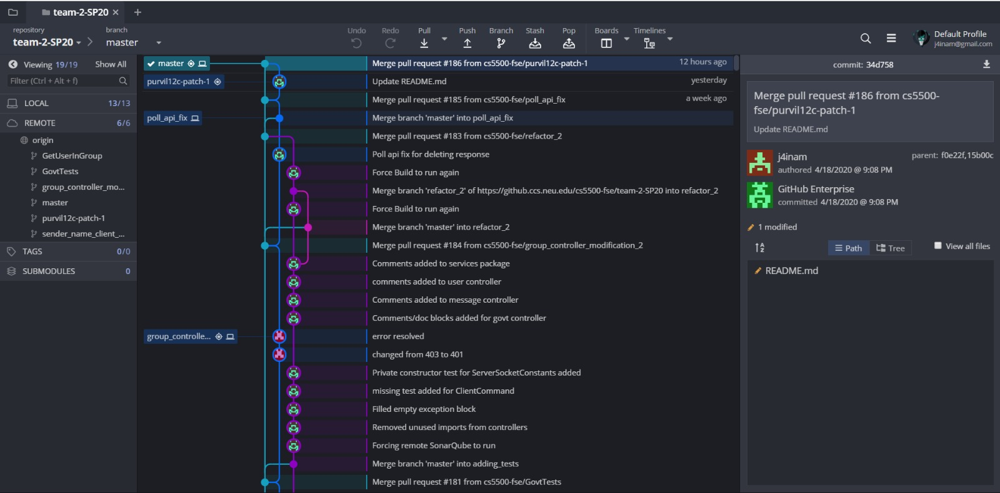 team-2-SP20
repository
team-2-SP20
branch
master
Undo
Redo
Pull
Push
Branch
Stash
Pop
Boards
Timelines
Default Profile
j4inam@gmail.com
Viewing 19/19
Show All
Filter (Ctrl + Alt + f)
LOCAL 13/13
REMOTE 6/6
origin
GetUserInGroup
GovtTests
group_controller_mo...
master
purvil12c-patch-1
sender_name_client_...
TAGS 0/0
SUBMODULES 0
master
Merge pull request #186 from cs5500-fse/purvil12c-patch-1
12 hours ago
purvil12c-patch-1
Update README.md
yesterday
Merge pull request #185 from cs5500-fse/poll_api_fix
a week ago
poll_api_fix
Merge branch 'master' into poll_api_fix
Merge pull request #183 from cs5500-fse/refactor_2
Poll api fix for deleting response
Force Build to run again
Merge branch 'refactor_2' of https://github.ccs.neu.edu/cs5500-fse/team-2-SP20 into refactor_2
Force Build to run again
Merge branch 'master' into refactor_2
Merge pull request #184 from cs5500-fse/group_controller_modification_2
Comments added to services package
comments added to user controller
Comments added to message controller
Comments/doc blocks added for govt controller
group_controlle...
error resolved
changed from 403 to 401
Private constructor test for ServerSocketConstants added
missing test added for ClientCommand
Filled empty exception block
Removed unused imports from controllers
Forcing remote SonarQube to run
Merge branch 'master' into adding_tests
Merge pull request #181 from cs5500-fse/GovtTests
commit: 34d758
Merge pull request #186 from cs5500-
fse/purvil12c-patch-1
Update README.md
j4inam
parent: f0e22f,15b00c
authored 4/18/2020 @ 9:08 PM
GitHub Enterprise
committed 4/18/2020 @ 9:08 PM
1 modified
A
Z
Path
Tree
View all files
README.md